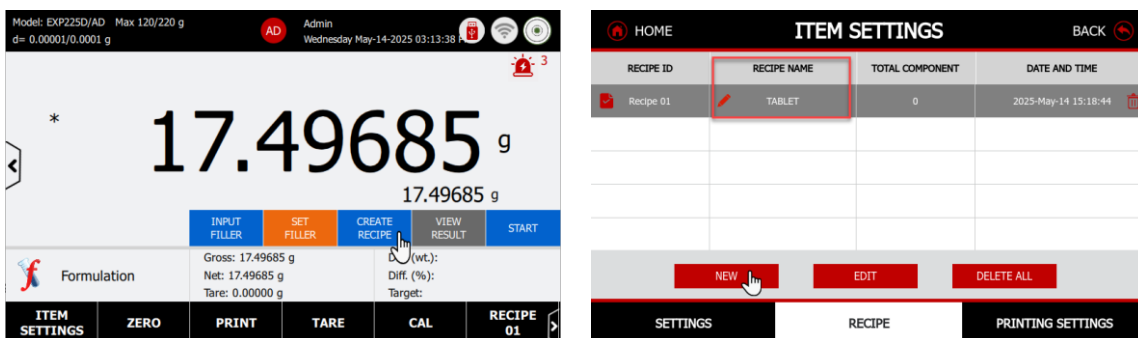 Model: EXP225D/AD Max 120/220 g
d= 0.00001/0.0001 g
AD
Admin
Wednesday May-14-2025 03:13:38
3
*
17.49685 g
17.49685 g
INPUT FILLER
SET FILLER
CREATE RECIPE
VIEW RESULT
START
Formulation
Gross: 17.49685 g
Net: 17.49685 g
Tare: 0.00000 g
(wt.):
Diff. (%):
Target:
ITEM SETTINGS
ZERO
PRINT
TARE
CAL
RECIPE 01
HOME
ITEM SETTINGS
BACK
RECIPE ID
RECIPE NAME
TOTAL COMPONENT
DATE AND TIME
Recipe 01
TABLET
0
2025-May-14 15:18:44
NEW
EDIT
DELETE ALL
SETTINGS
RECIPE
PRINTING SETTINGS